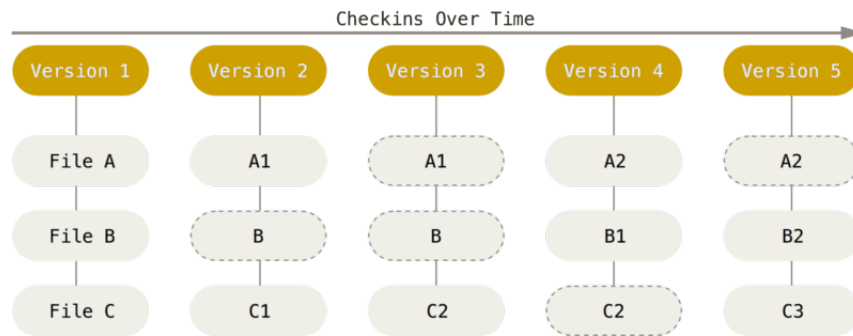 Checkins Over Time
Version 1 Version 2 Version 3 Version 4 Version 5
File A A1 A1 A2 A2
File B B B B1 B2
File C C1 C2 C2 C3